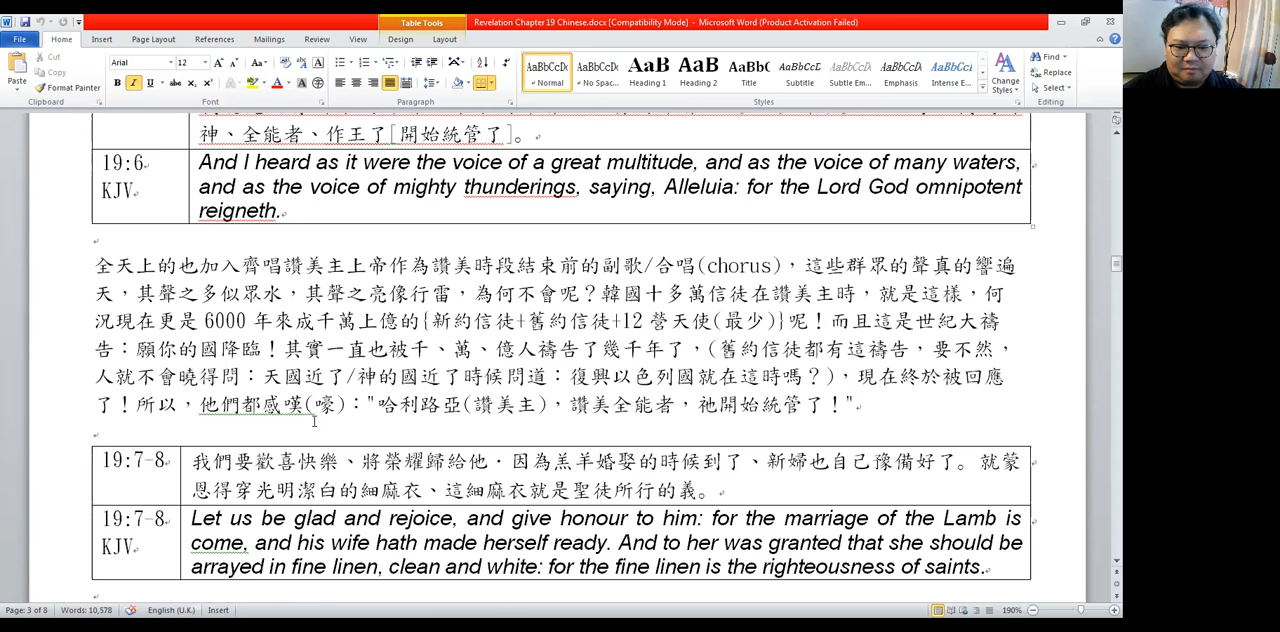 Table Tools
Revelation Chapter 19 Chinese.docx [Compatibility Mode] - Microsoft Word (Product Activation Failed)
File Home Insert Page Layout References Mailings Review View Design Layout
Cut
Copy
Format Painter
Paste
Arial 12
AaBbCcDc AaBbCcDc AaBb AaBb AaBbC AaBbCcDc AaBbCcDc AaBbCcDc AaBbCcDc
Normal No Spac... Heading 1 Heading 2 Title Subtitle Subtle Em... Emphasis Intense E...
Change Styles
Find
Replace
Select
Clipboard Font Paragraph Styles Editing
神、全能者、作王了[開始統管了]。
19:6 KJV
And I heard as it were the voice of a great multitude, and as the voice of many waters,
and as the voice of mighty thunderings, saying, Alleluia: for the Lord God omnipotent
reigneth.
全天上的也加入齊唱讚美主上帝作為讚美時段結束前的副歌/合唱(chorus)，這些群眾的聲真的響遍
天，其聲之多似眾水，其聲之亮像行雷，為何不會呢？韓國十多萬信徒在讚美主時，就是這樣，何
況現在更是 6000 年來成千萬上億的{新約信徒+舊約信徒+12 營天使(最少)}呢！而且這是世紀大禱
告：願你的國降臨！其實一直也被千、萬、億人禱告了幾千年了，(舊約信徒都有這禱告，要不然，
人就不會曉得問：天國近了/神的國近了時候問道：復興以色列國就在這時嗎？)，現在終於被回應
了！所以，他們都感嘆(嚎)："哈利路亞(讚美主)，讚美全能者，祂開始統管了！"
19:7-8
我們要歡喜快樂、將榮耀歸給他．因為羔羊婚娶的時候到了、新婦也自己豫備好了。就蒙
恩得穿光明潔白的細麻衣、這細麻衣就是聖徒所行的義。
19:7-8 KJV
Let us be glad and rejoice, and give honour to him: for the marriage of the Lamb is
come, and his wife hath made herself ready. And to her was granted that she should be
arrayed in fine linen, clean and white: for the fine linen is the righteousness of saints.
Page: 3 of 8 Words: 10,578 English (U.K.) Insert 190%